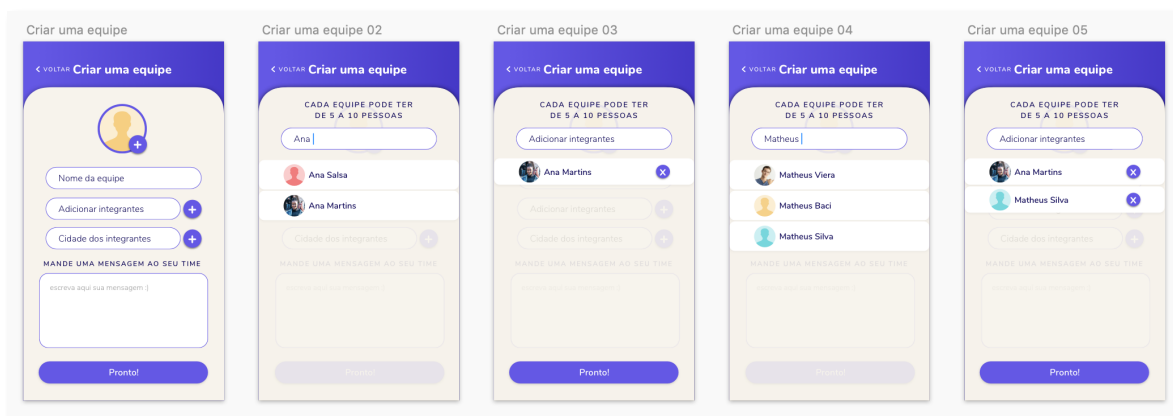 Criar uma equipe
< VOLTAR Criar uma equipe
Nome da equipe
Adicionar integrantes
Cidade dos integrantes
MANDE UMA MENSAGEM AO SEU TIME
escreva aqui sua mensagem :)
Pronto!
Criar uma equipe 02
< VOLTAR Criar uma equipe
CADA EQUIPE PODE TER
DE 5 A 10 PESSOAS
Ana
Ana Salsa
Ana Martins
Cidade dos integrantes
MANDE UMA MENSAGEM AO SEU TIME
Pronto!
Criar uma equipe 03
< VOLTAR Criar uma equipe
CADA EQUIPE PODE TER
DE 5 A 10 PESSOAS
Adicionar integrantes
Ana Martins X
Adicionar integrantes
Cidade dos integrantes
MANDE UMA MENSAGEM AO SEU TIME
Pronto!
Criar uma equipe 04
< VOLTAR Criar uma equipe
CADA EQUIPE PODE TER
DE 5 A 10 PESSOAS
Matheus
Matheus Viera
Matheus Baci
Matheus Silva
MANDE UMA MENSAGEM AO SEU TIME
Pronto!
Criar uma equipe 05
< VOLTAR Criar uma equipe
CADA EQUIPE PODE TER
DE 5 A 10 PESSOAS
Adicionar integrantes
Ana Martins X
Matheus Silva X
Cidade dos integrantes
MANDE UMA MENSAGEM AO SEU TIME
Pronto!